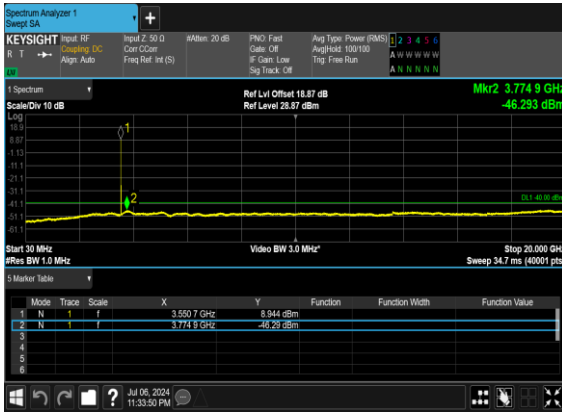 Spectrum Analyzer 1
Swept SA
KEYSIGHT Input: RF Input Z: 50 Ω #Atten: 20 dB PNO: Fast Avg Type: Power (RMS) 1 2 3 4 5 6
R T Coupling: DC Corr CCorr Gate: Off Avg|Hold: 100/100 A W W W W W
Align: Auto Freq Ref: Int (S) IF Gain: Low Trig: Free Run
LW Sig Track: Off A N N N N N
1 Spectrum Ref Lvl Offset 18.87 dB Mkr2 3.774 9 GHz
Scale/Div 10 dB Ref Level 28.87 dBm -46.293 dBm
Log
18.9
8.87 1
-1.13
-11.1
-21.1
-31.1
-41.1 2 DL1 -40.00 dBm
-51.1
-61.1
Start 30 MHz Video BW 3.0 MHz* Stop 20.000 GHz
#Res BW 1.0 MHz Sweep 34.7 ms (40001 pts)
5 Marker Table
Mode Trace Scale X Y Function Function Width Function Value
1 N 1 f 3.550 7 GHz 8.944 dBm
2 N 1 f 3.774 9 GHz -46.29 dBm
3
4
5
6
Jul 06, 2024
11:33:50 PM